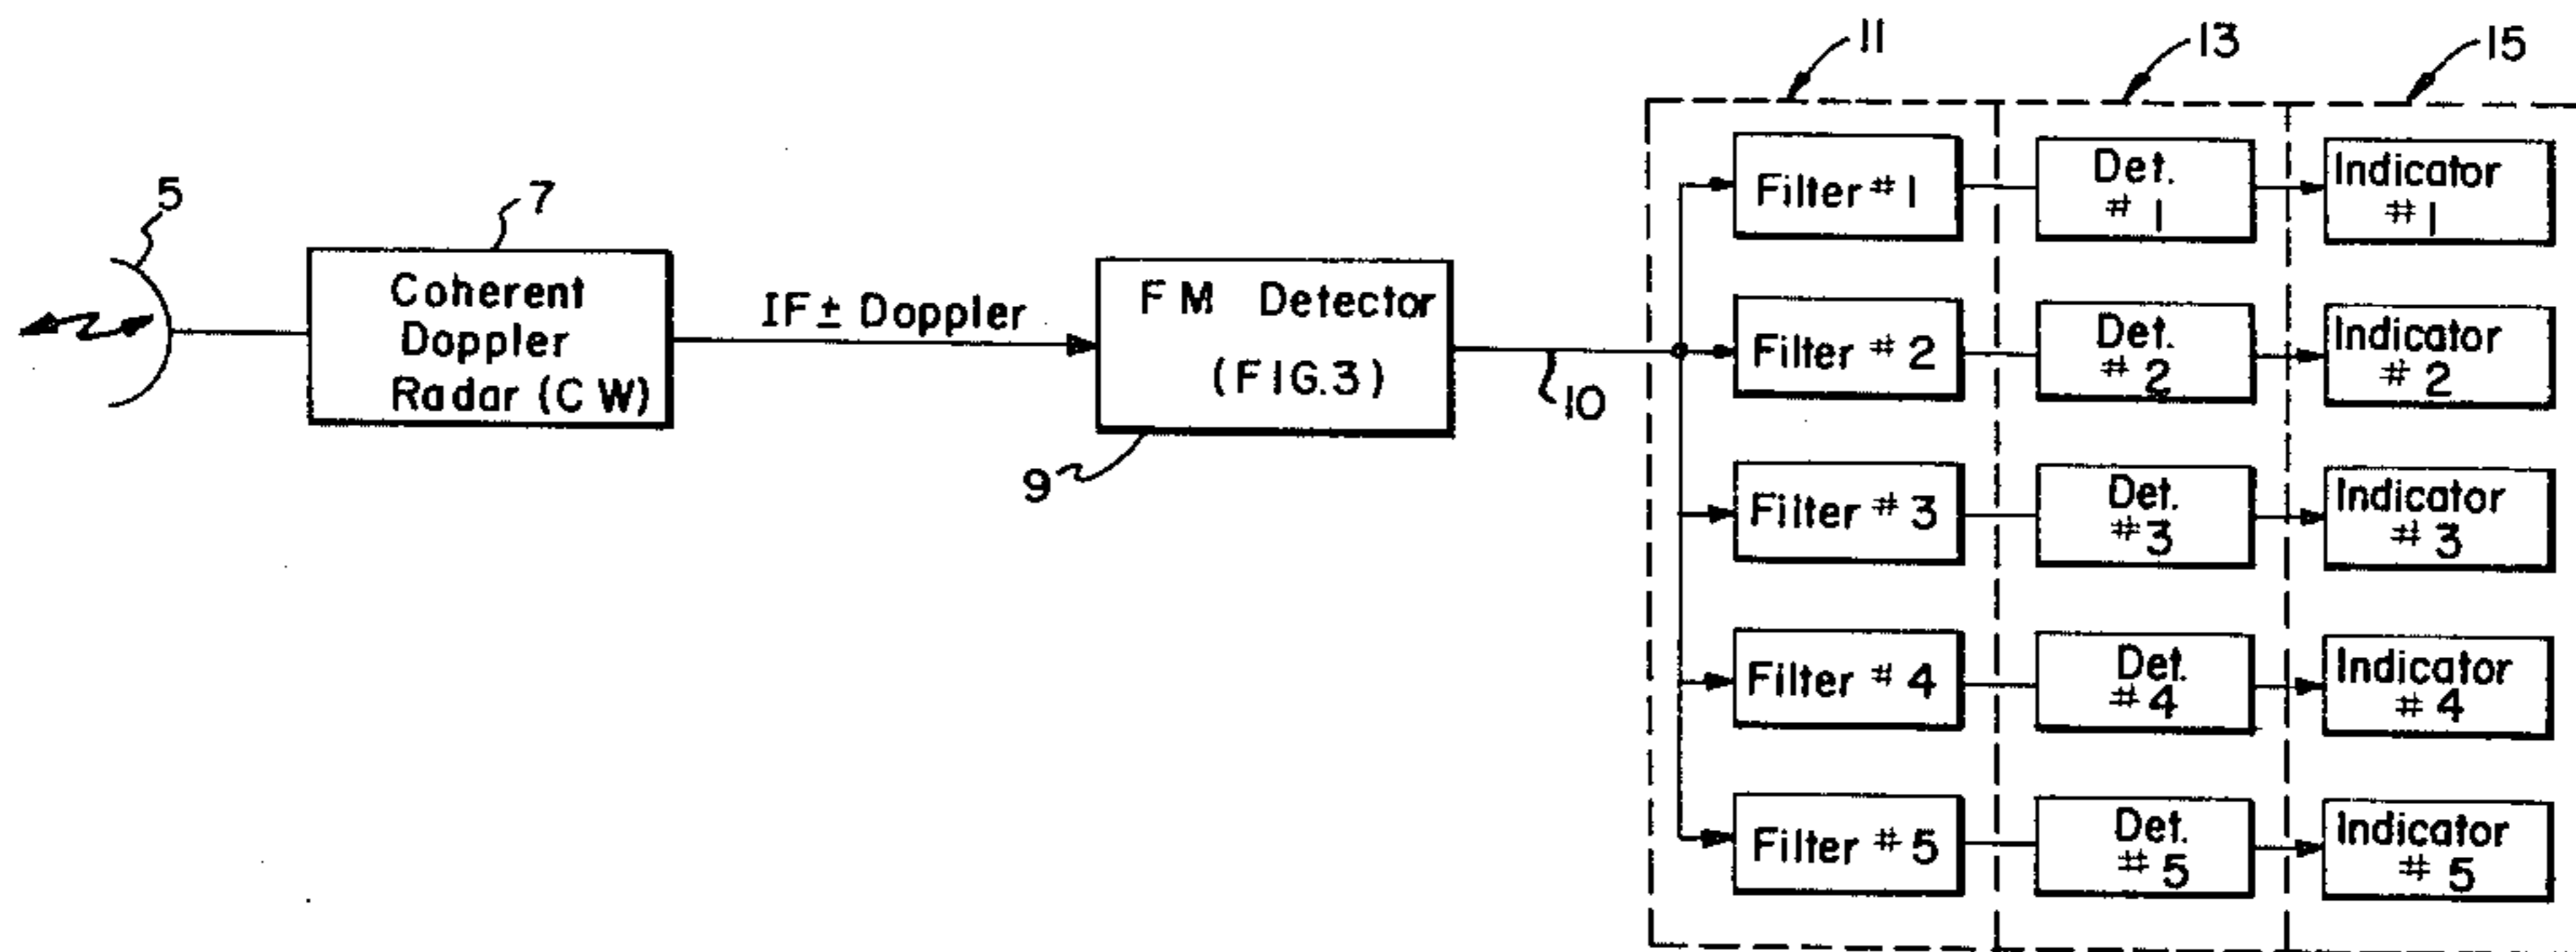 11
13
15
5
7
Coherent
Doppler
Radar (CW)
IF ± Doppler
FM Detector
(FIG.3)
9
10
Filter #1
Det.
#1
Indicator
#1
Filter #2
Det.
#2
Indicator
#2
Filter #3
Det.
#3
Indicator
#3
Filter #4
Det.
#4
Indicator
#4
Filter #5
Det.
#5
Indicator
#5